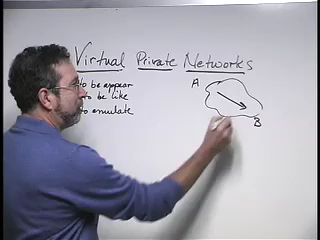 Virtual Private Networks
to be appear
to be like
to emulate
A
B